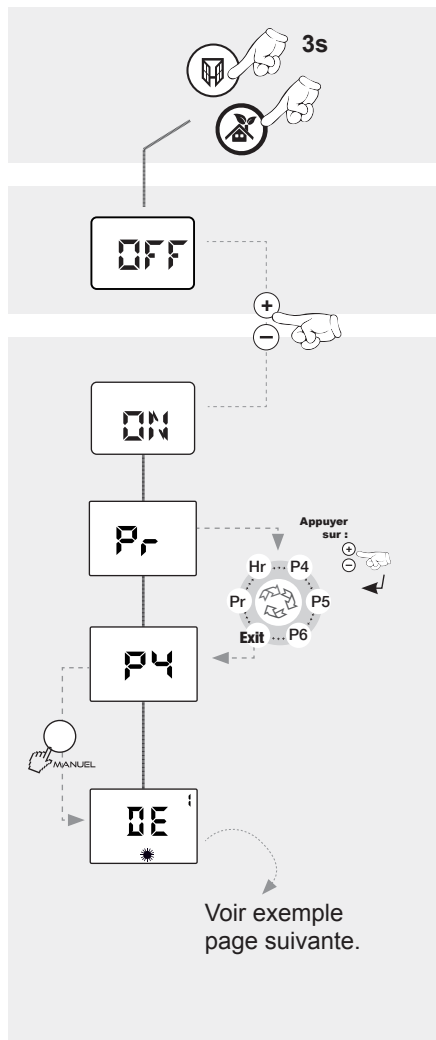 3s
OFF
+
−
ON
Pr
Appuyer
sur :
+
−
Hr ... P4
Pr
P5
Exit ... P6
P4
MANUEL
1
DE
Voir exemple
page suivante.